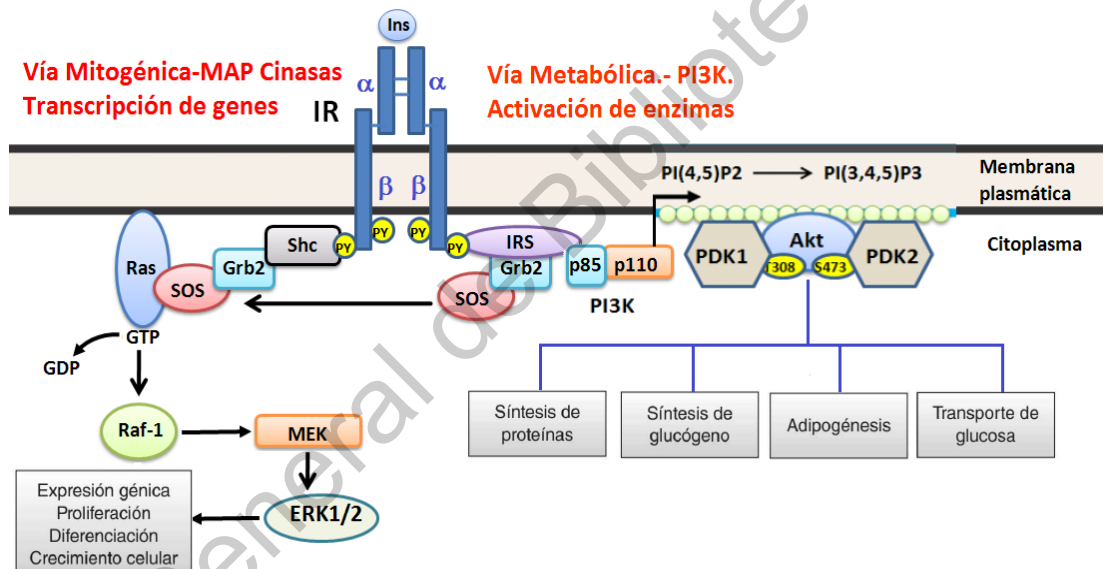 Ins
Vía Mitogénica-MAP Cinasas
Transcripción de genes
Vía Metabólica.- PI3K.
Activación de enzimas
α
α
IR
β
β
PI(4,5)P2
PI(3,4,5)P3
Membrana
plasmática
Citoplasma
PY
PY
PY
PY
Shc
Grb2
SOS
Ras
GTP
GDP
IRS
Grb2
SOS
p85
p110
PI3K
PDK1
Akt
T308
S473
PDK2
Raf-1
MEK
ERK1/2
Expresión génica
Proliferación
Diferenciación
Crecimiento celular
Síntesis de
proteínas
Síntesis de
glucógeno
Adipogénesis
Transporte de
glucosa
eneral de Bibliote